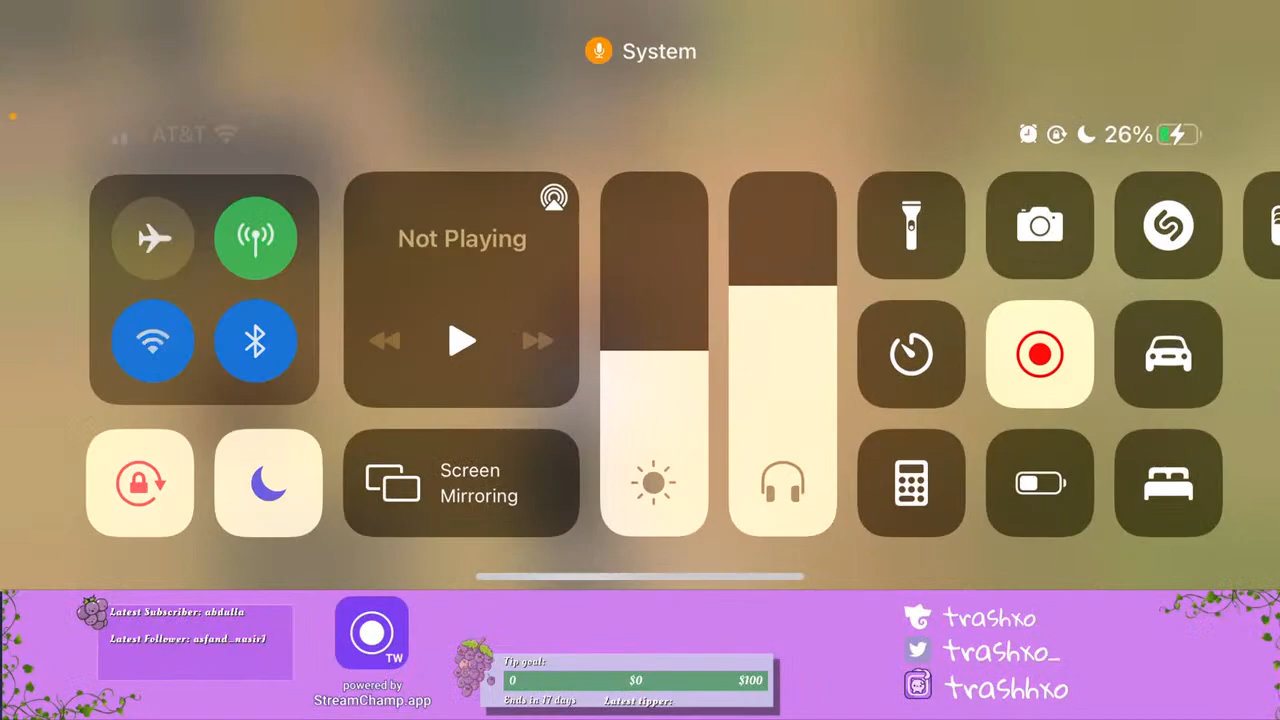 System
AT&T
26%
Not Playing
Screen
Mirroring
Latest Subscriber: abdulla
Latest Follower: asfand_nasir1
TW
powered by
StreamChamp.app
Tip goal:
0 $0 $100
Ends in 17 days Latest tipper:
trashxo
trashxo_
trashhxo